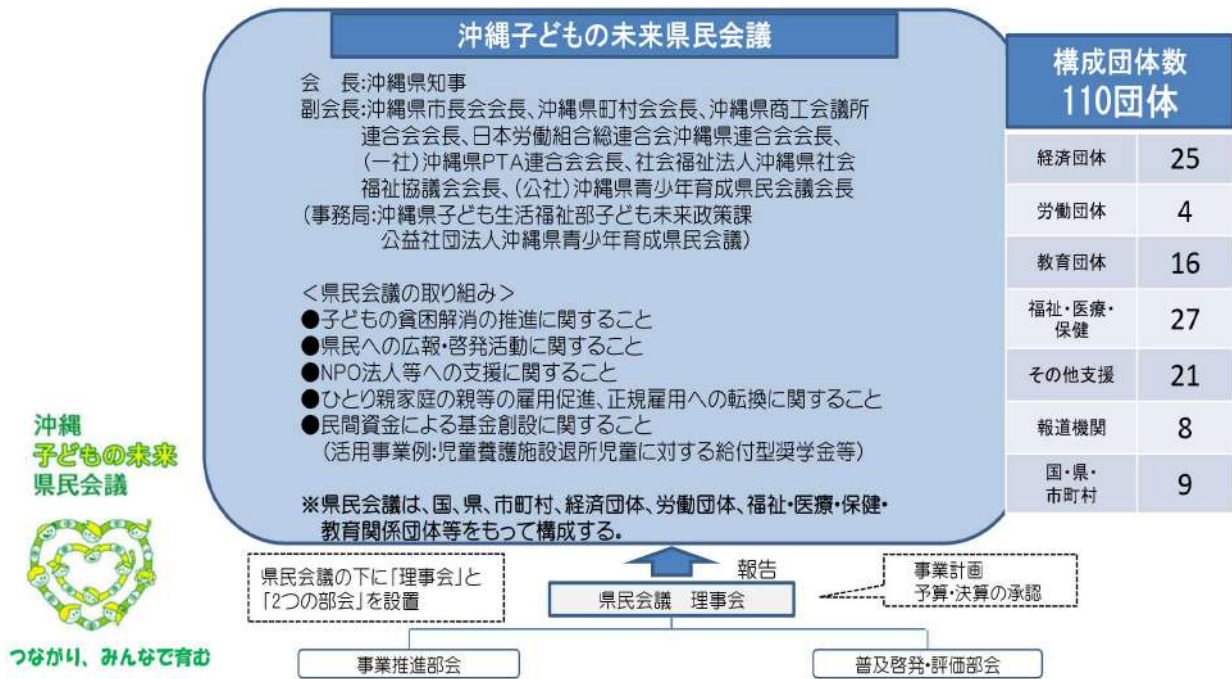 沖縄子どもの未来県民会議
会　長:沖縄県知事
副会長:沖縄県市長会会長、沖縄県町村会会長、沖縄県商工会議所
連合会会長、日本労働組合総連合会沖縄県連合会会長、
(一社)沖縄県PTA連合会会長、社会福祉法人沖縄県社会
福祉協議会会長、(公社)沖縄県青少年育成県民会議会長
(事務局:沖縄県子ども生活福祉部子ども未来政策課
公益社団法人沖縄県青少年育成県民会議)
<県民会議の取り組み>
●子どもの貧困解消の推進に関すること
●県民への広報・啓発活動に関すること
●NPO法人等への支援に関すること
●ひとり親家庭の親等の雇用促進、正規雇用への転換に関すること
●民間資金による基金創設に関すること
(活用事業例:児童養護施設退所児童に対する給付型奨学金等)
※県民会議は、国、県、市町村、経済団体、労働団体、福祉・医療・保健・
教育関係団体等をもって構成する。
構成団体数
110団体
経済団体 25
労働団体 4
教育団体 16
福祉・医療・
保健 27
その他支援 21
報道機関 8
国・県・
市町村 9
沖縄
子どもの未来
県民会議
つながり、みんなで育む
県民会議の下に「理事会」と
「2つの部会」を設置
報告
県民会議　理事会
事業計画
予算・決算の承認
事業推進部会
普及啓発・評価部会